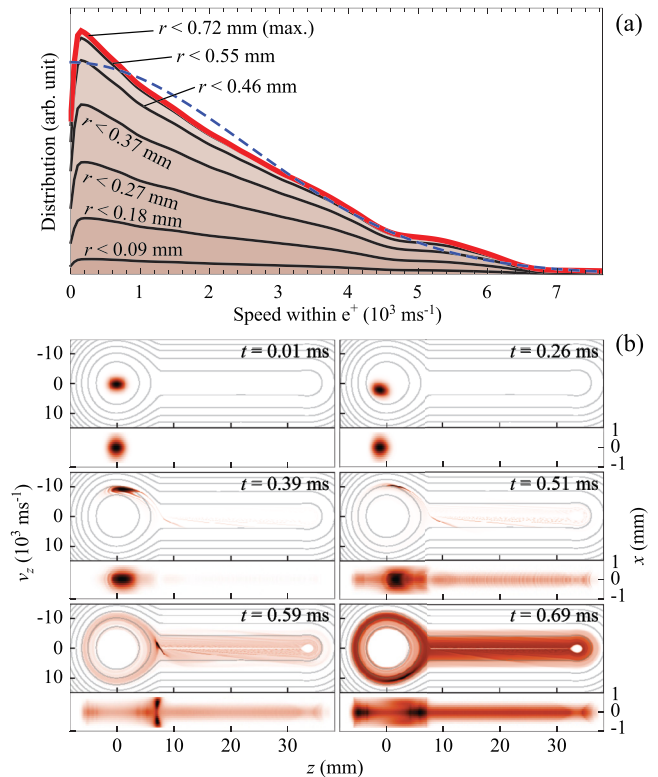 (a)
r < 0.72 mm (max.)
r < 0.55 mm
r < 0.46 mm
r < 0.37 mm
r < 0.27 mm
r < 0.18 mm
r < 0.09 mm
Distribution (arb. unit)
0 1 2 3 4 5 6 7
Speed within e⁺ (10³ ms⁻¹)
(b)
t = 0.01 ms t = 0.26 ms
-10
0
10
1
0
-1
t = 0.39 ms t = 0.51 ms
-10
0
10
1
0
-1
t = 0.59 ms t = 0.69 ms
-10
0
10
1
0
-1
v_z (10³ ms⁻¹)
x (mm)
0 10 20 30 0 10 20 30
z (mm)